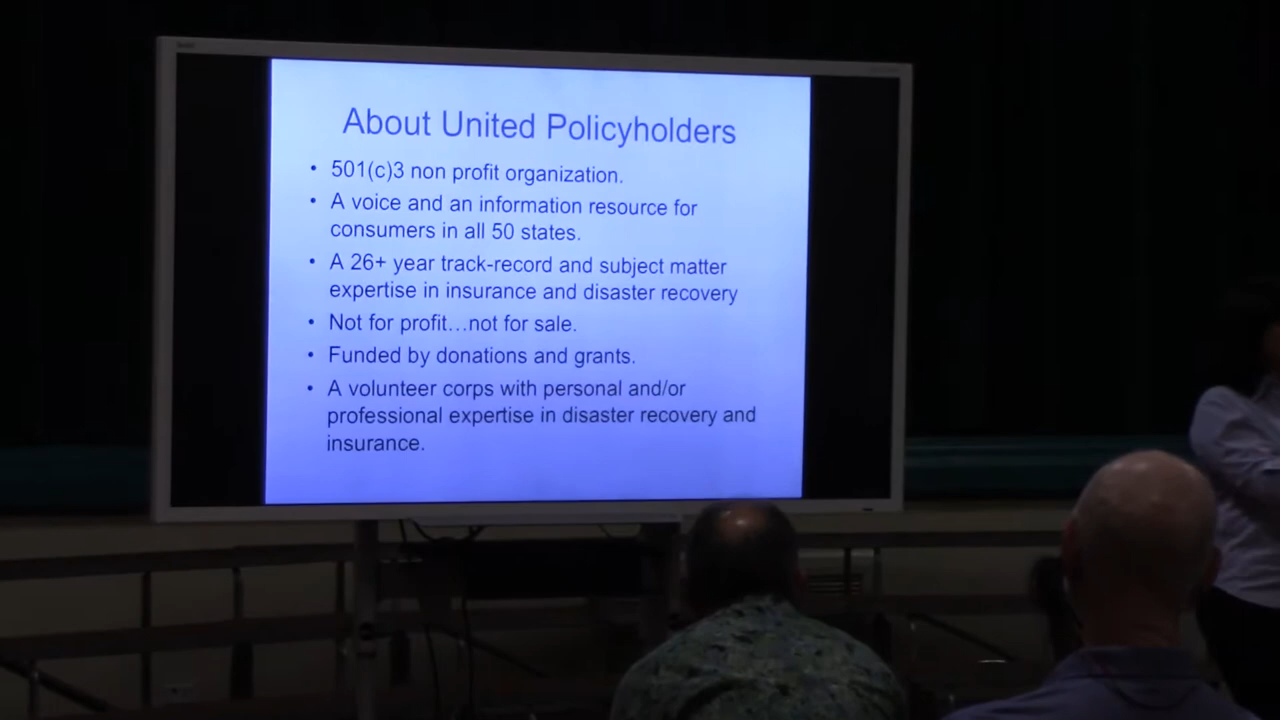 About United Policyholders
• 501(c)3 non profit organization.
• A voice and an information resource for
consumers in all 50 states.
• A 26+ year track-record and subject matter
expertise in insurance and disaster recovery
• Not for profit…not for sale.
• Funded by donations and grants.
• A volunteer corps with personal and/or
professional expertise in disaster recovery and
insurance.